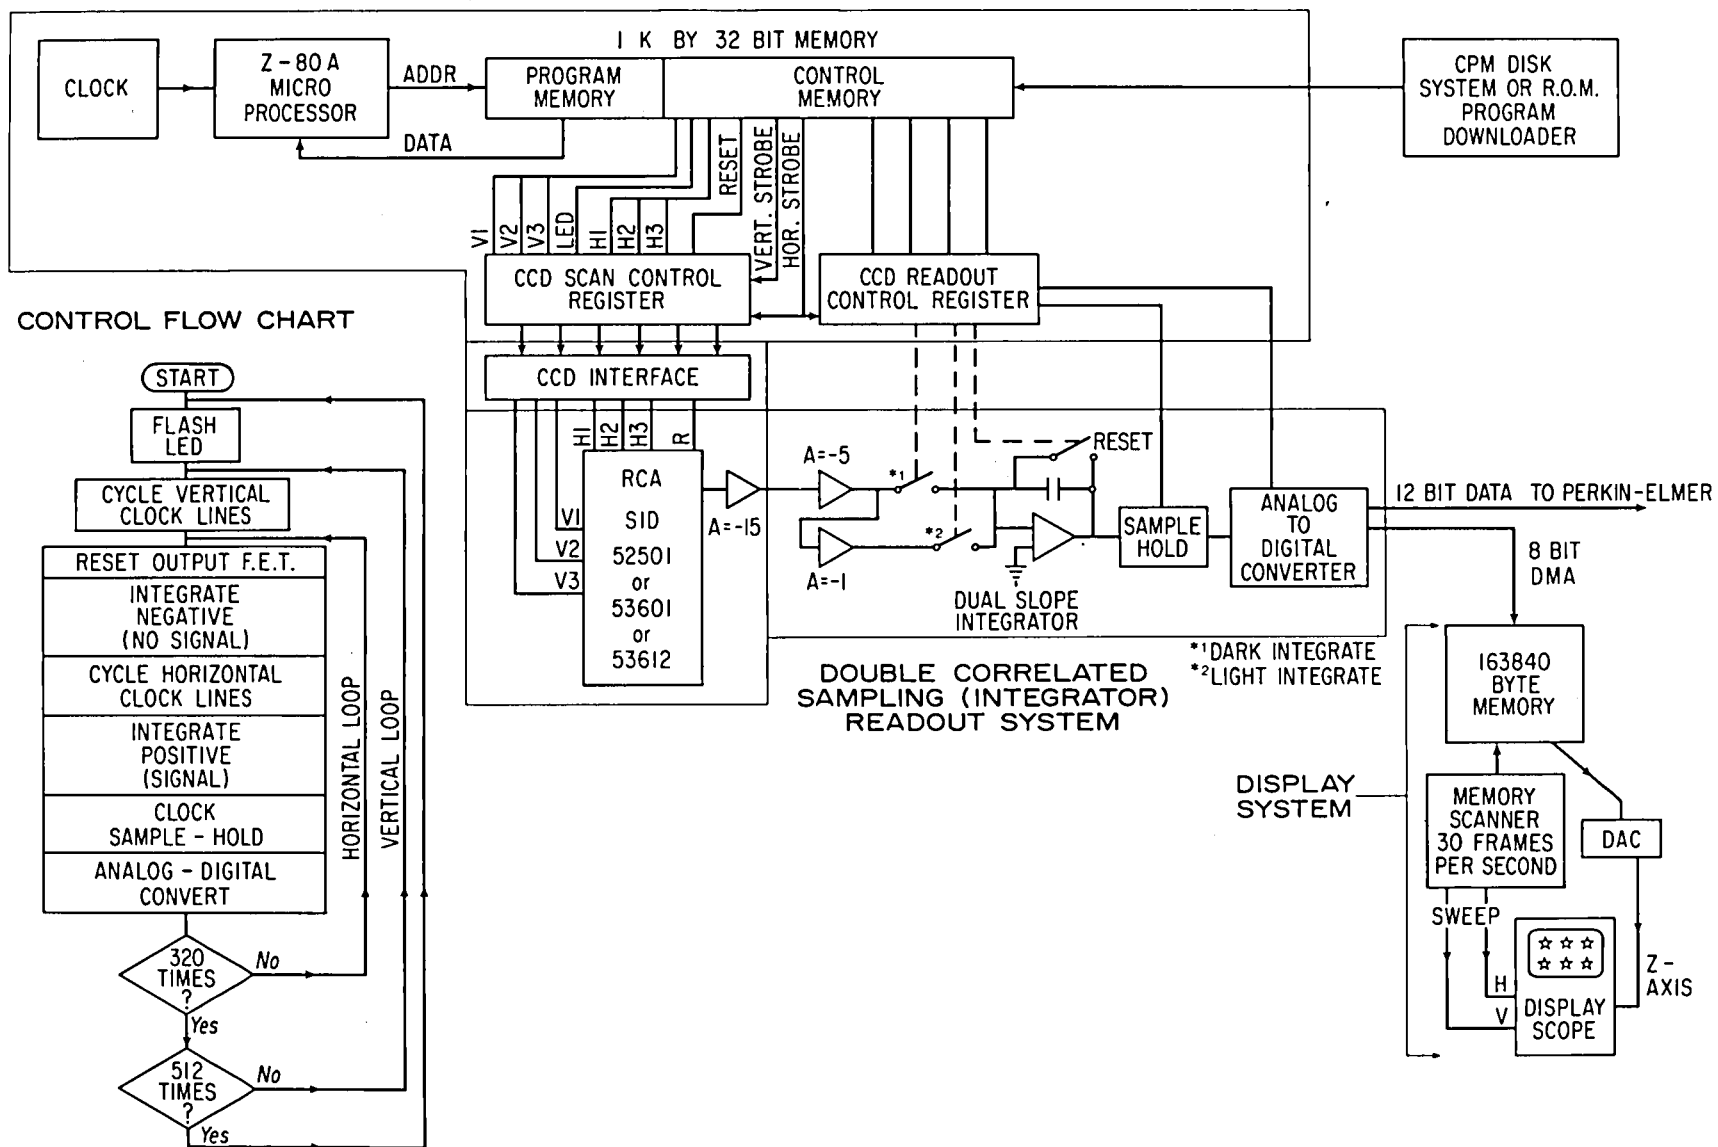 1 K BY 32 BIT MEMORY
CLOCK
Z-80A
MICRO
PROCESSOR
ADDR
DATA
PROGRAM
MEMORY
CONTROL
MEMORY
CPM DISK
SYSTEM OR R.O.M.
PROGRAM
DOWNLOADER
V1
V2
V3
LED
H1
H2
H3
RESET
VERT. STROBE
HOR. STROBE
CCD SCAN CONTROL
REGISTER
CCD READOUT
CONTROL REGISTER
CCD INTERFACE
H1
H2
H3
R
V1
V2
V3
RCA
SID
52501
or
53601
or
53612
A=-15
A=-5
A=-1
*1
*2
RESET
DUAL SLOPE
INTEGRATOR
SAMPLE
HOLD
ANALOG
TO
DIGITAL
CONVERTER
12 BIT DATA TO PERKIN-ELMER
8 BIT
DMA
*1DARK INTEGRATE
*2LIGHT INTEGRATE
DOUBLE CORRELATED
SAMPLING (INTEGRATOR)
READOUT SYSTEM
CONTROL FLOW CHART
START
FLASH
LED
CYCLE VERTICAL
CLOCK LINES
RESET OUTPUT F.E.T.
INTEGRATE
NEGATIVE
(NO SIGNAL)
CYCLE HORIZONTAL
CLOCK LINES
INTEGRATE
POSITIVE
(SIGNAL)
CLOCK
SAMPLE-HOLD
ANALOG-DIGITAL
CONVERT
320
TIMES
?
No
Yes
512
TIMES
?
No
Yes
HORIZONTAL LOOP
VERTICAL LOOP
DISPLAY
SYSTEM
163840
BYTE
MEMORY
MEMORY
SCANNER
30 FRAMES
PER SECOND
DAC
SWEEP
H
V
Z-
AXIS
DISPLAY
SCOPE